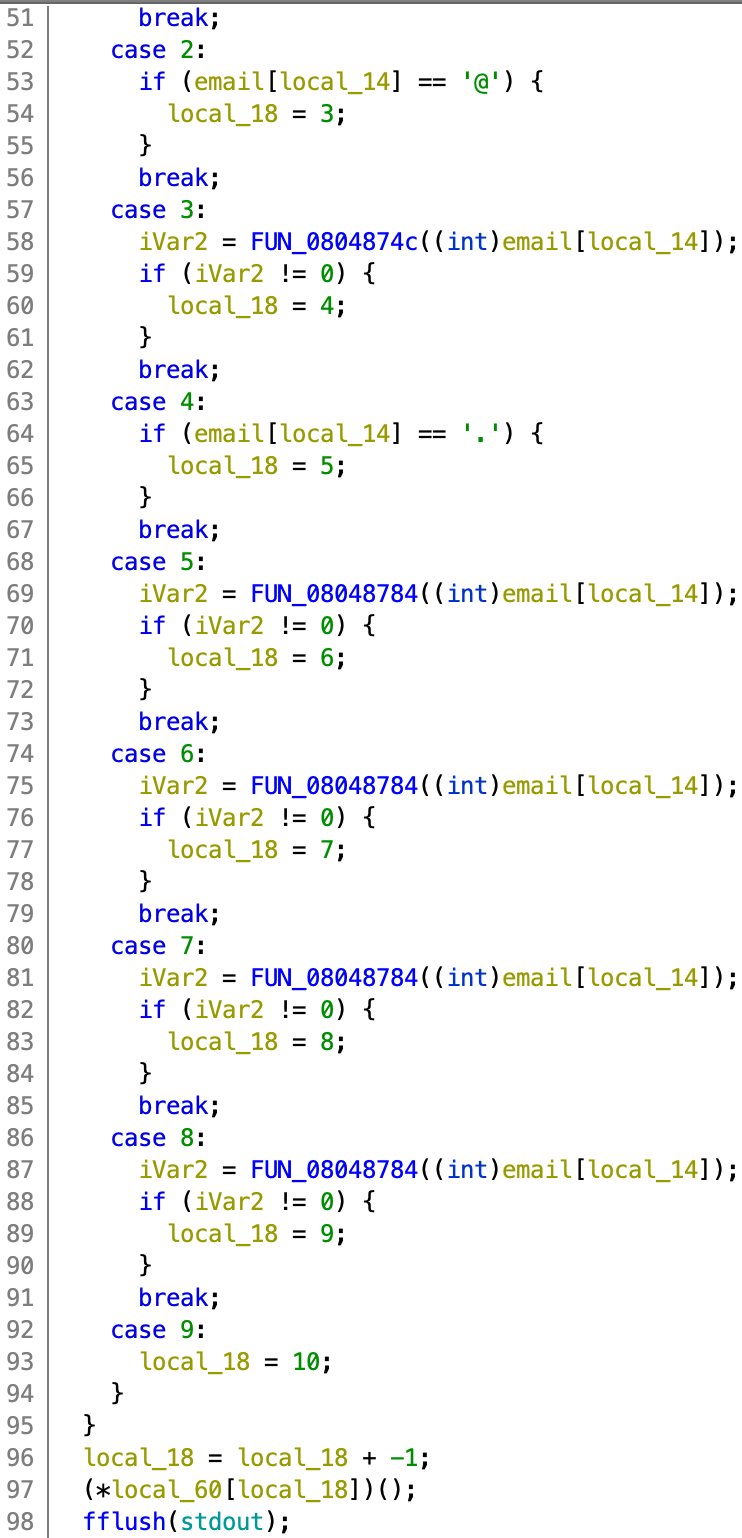 51 break;
52 case 2:
53 if (email[local_14] == '@') {
54 local_18 = 3;
55 }
56 break;
57 case 3:
58 iVar2 = FUN_0804874c((int)email[local_14]);
59 if (iVar2 != 0) {
60 local_18 = 4;
61 }
62 break;
63 case 4:
64 if (email[local_14] == '.') {
65 local_18 = 5;
66 }
67 break;
68 case 5:
69 iVar2 = FUN_08048784((int)email[local_14]);
70 if (iVar2 != 0) {
71 local_18 = 6;
72 }
73 break;
74 case 6:
75 iVar2 = FUN_08048784((int)email[local_14]);
76 if (iVar2 != 0) {
77 local_18 = 7;
78 }
79 break;
80 case 7:
81 iVar2 = FUN_08048784((int)email[local_14]);
82 if (iVar2 != 0) {
83 local_18 = 8;
84 }
85 break;
86 case 8:
87 iVar2 = FUN_08048784((int)email[local_14]);
88 if (iVar2 != 0) {
89 local_18 = 9;
90 }
91 break;
92 case 9:
93 local_18 = 10;
94 }
95 }
96 local_18 = local_18 + -1;
97 (*local_60[local_18])();
98 fflush(stdout);